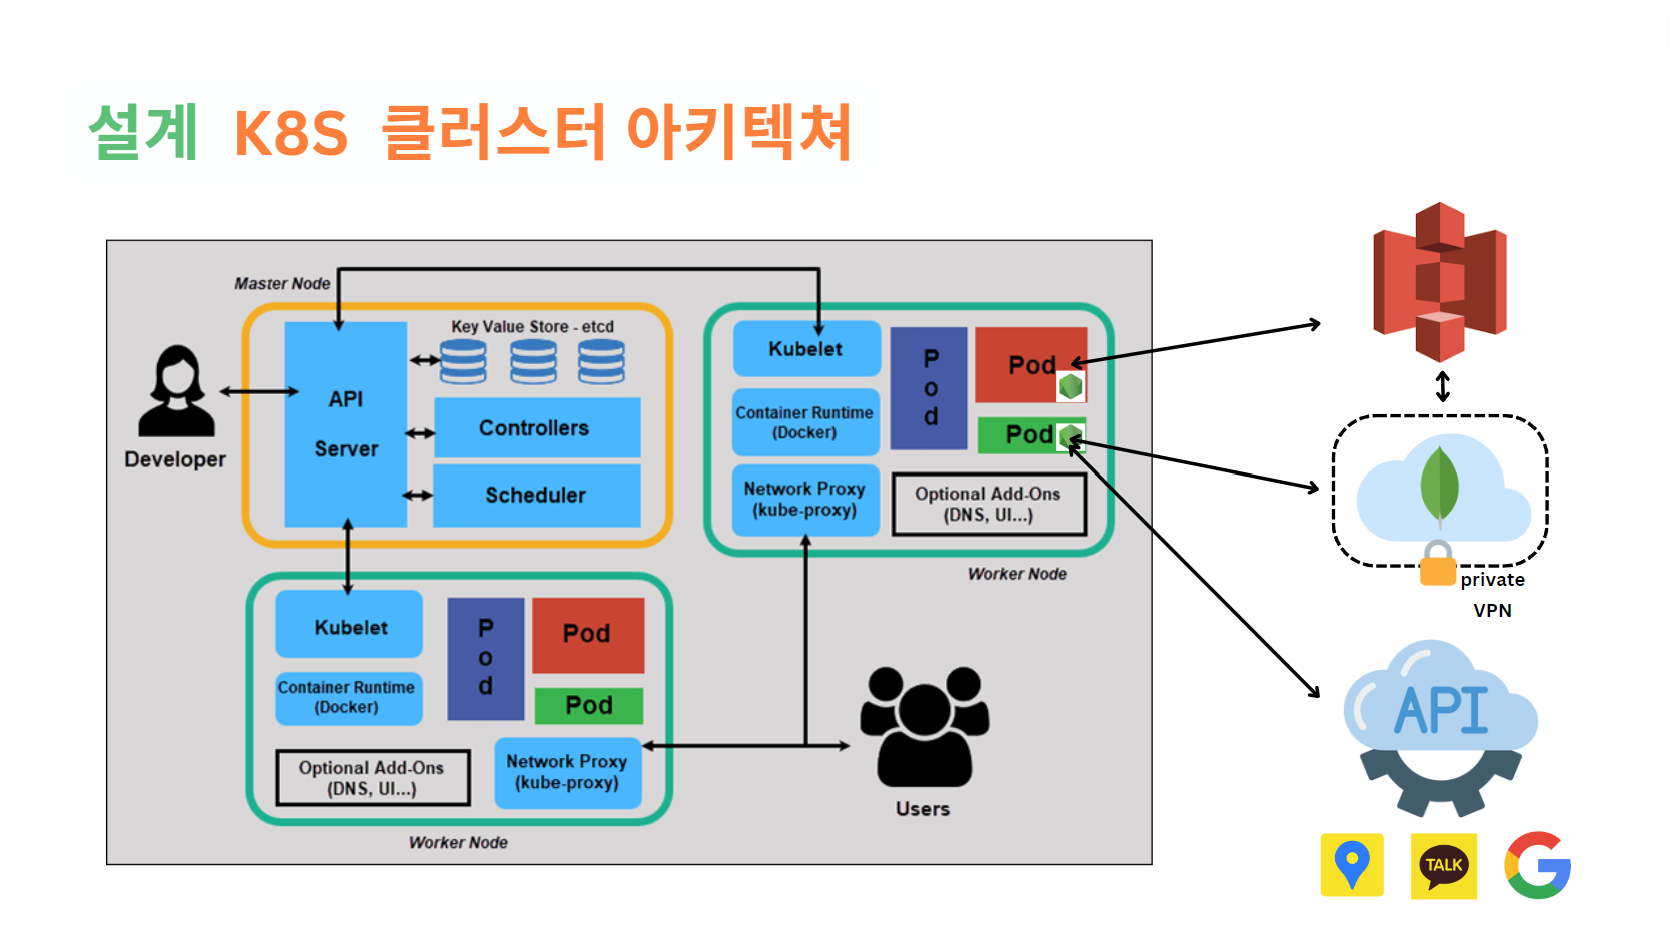 설계 K8S 클러스터 아키텍쳐
Master Node
Key Value Store - etcd
API
Server
Controllers
Scheduler
Developer
Kubelet
Container Runtime
(Docker)
Network Proxy
(kube-proxy)
P
o
d
Pod
Pod
Optional Add-Ons
(DNS, UI...)
Worker Node
Kubelet
Container Runtime
(Docker)
P
o
d
Pod
Pod
Optional Add-Ons
(DNS, UI...)
Network Proxy
(kube-proxy)
Worker Node
Users
private
VPN
API
TALK